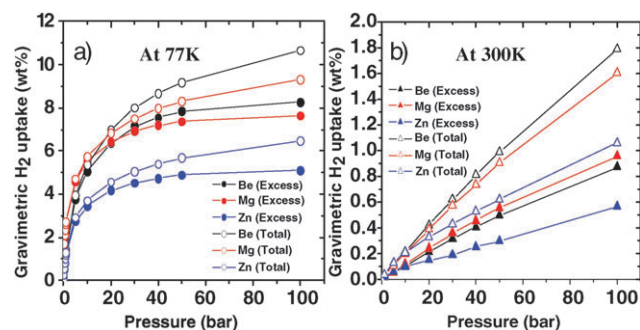 a)
At 77K
Gravimetric H2 uptake (wt%)
12
10
8
6
4
2
0
Be (Excess)
Mg (Excess)
Zn (Excess)
Be (Total)
Mg (Total)
Zn (Total)
0 20 40 60 80 100
Pressure (bar)
b)
At 300K
Gravimetric H2 uptake (wt%)
2.0
1.8
1.6
1.4
1.2
1.0
0.8
0.6
0.4
0.2
0.0
Be (Excess)
Mg (Excess)
Zn (Excess)
Be (Total)
Mg (Total)
Zn (Total)
0 20 40 60 80 100
Pressure (bar)